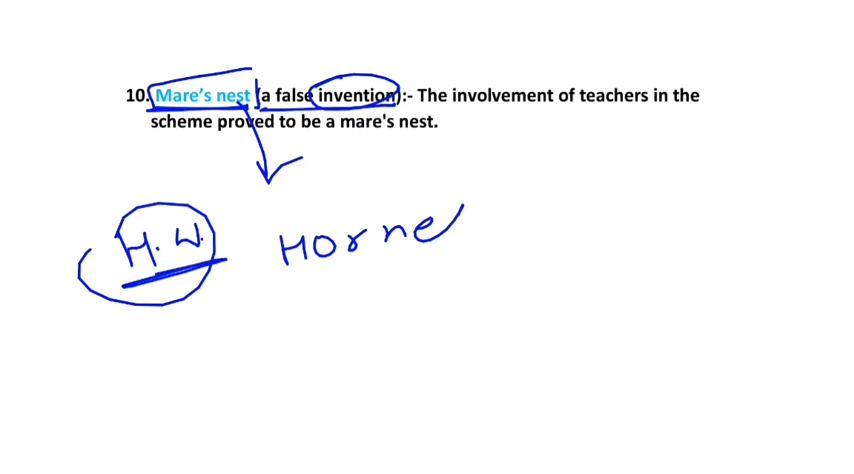 10. Mare's nest (a false invention):- The involvement of teachers in the
scheme proved to be a mare's nest.
H.W. Horne